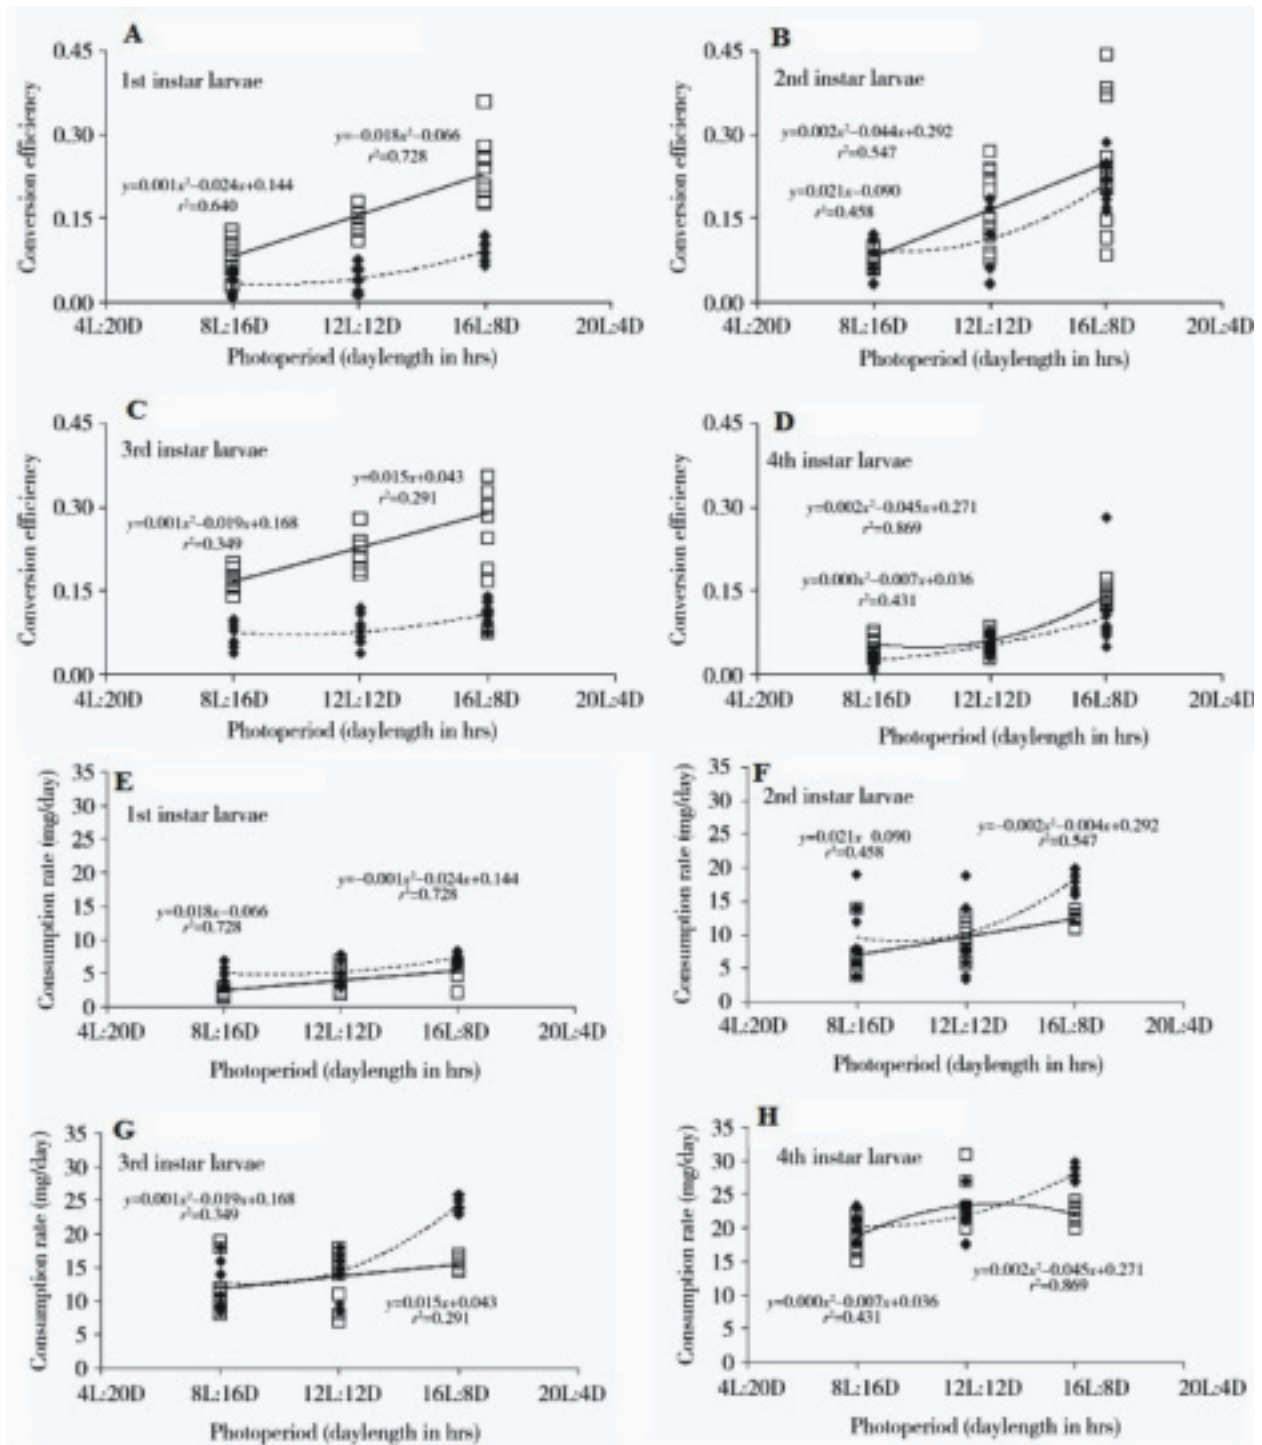 A
B
0.45
0.30
0.15
0.00
Conversion efficiency
1st instar larvae
y=-0.018x²-0.066
r²=0.728
y=0.001x²-0.024x+0.144
r²=0.640
4L:20D 8L:16D 12L:12D 16L:8D 20L:4D
Photoperiod (daylength in hrs)
0.45
0.30
0.15
0.00
Conversion efficiency
2nd instar larvae
y=0.002x²-0.044x+0.292
r²=0.547
y=0.021x-0.090
r²=0.458
4L:20D 8L:16D 12L:12D 16L:8D 20L:4D
Photoperiod (daylength in hrs)
C
D
0.45
0.30
0.15
0.00
Conversion efficiency
3rd instar larvae
y=0.015x+0.043
r²=0.291
y=0.001x²-0.019x+0.168
r²=0.349
4L:20D 8L:16D 12L:12D 16L:8D 20L:4D
Photoperiod (daylength in hrs)
0.45
0.30
0.15
0.00
Conversion efficiency
4th instar larvae
y=0.002x²-0.045x+0.271
r²=0.869
y=0.000x²-0.007x+0.036
r²=0.431
4L:20D 8L:16D 12L:12D 16L:8D 20L:4D
Photoperiod (daylength in hrs)
E
F
35
30
25
20
15
10
5
0
Consumption rate (mg/day)
1st instar larvae
y=-0.001x²-0.024x+0.144
r²=0.728
y=0.018x-0.066
r²=0.728
4L:20D 8L:16D 12L:12D 16L:8D 20L:4D
Photoperiod (daylength in hrs)
35
30
25
20
15
10
5
0
Consumption rate (mg/day)
2nd instar larvae
y=0.021x 0.090
r²=0.458
y=-0.002x²-0.004x+0.292
r²=0.547
4L:20D 8L:16D 12L:12D 16L:8D 20L:4D
Photoperiod (daylength in hrs)
G
H
35
30
25
20
15
10
5
0
Consumption rate (mg/day)
3rd instar larvae
y=0.001x²-0.019x+0.168
r²=0.349
y=0.015x+0.043
r²=0.291
4L:20D 8L:16D 12L:12D 16L:8D 20L:4D
Photoperiod (daylength in hrs)
35
30
25
20
15
10
5
0
Consumption rate (mg/day)
4th instar larvae
y=0.002x²-0.045x+0.271
r²=0.869
y=0.000x²-0.007x+0.036
r²=0.431
4L:20D 8L:16D 12L:12D 16L:8D 20L:4D
Photoperiod (daylength in hrs)